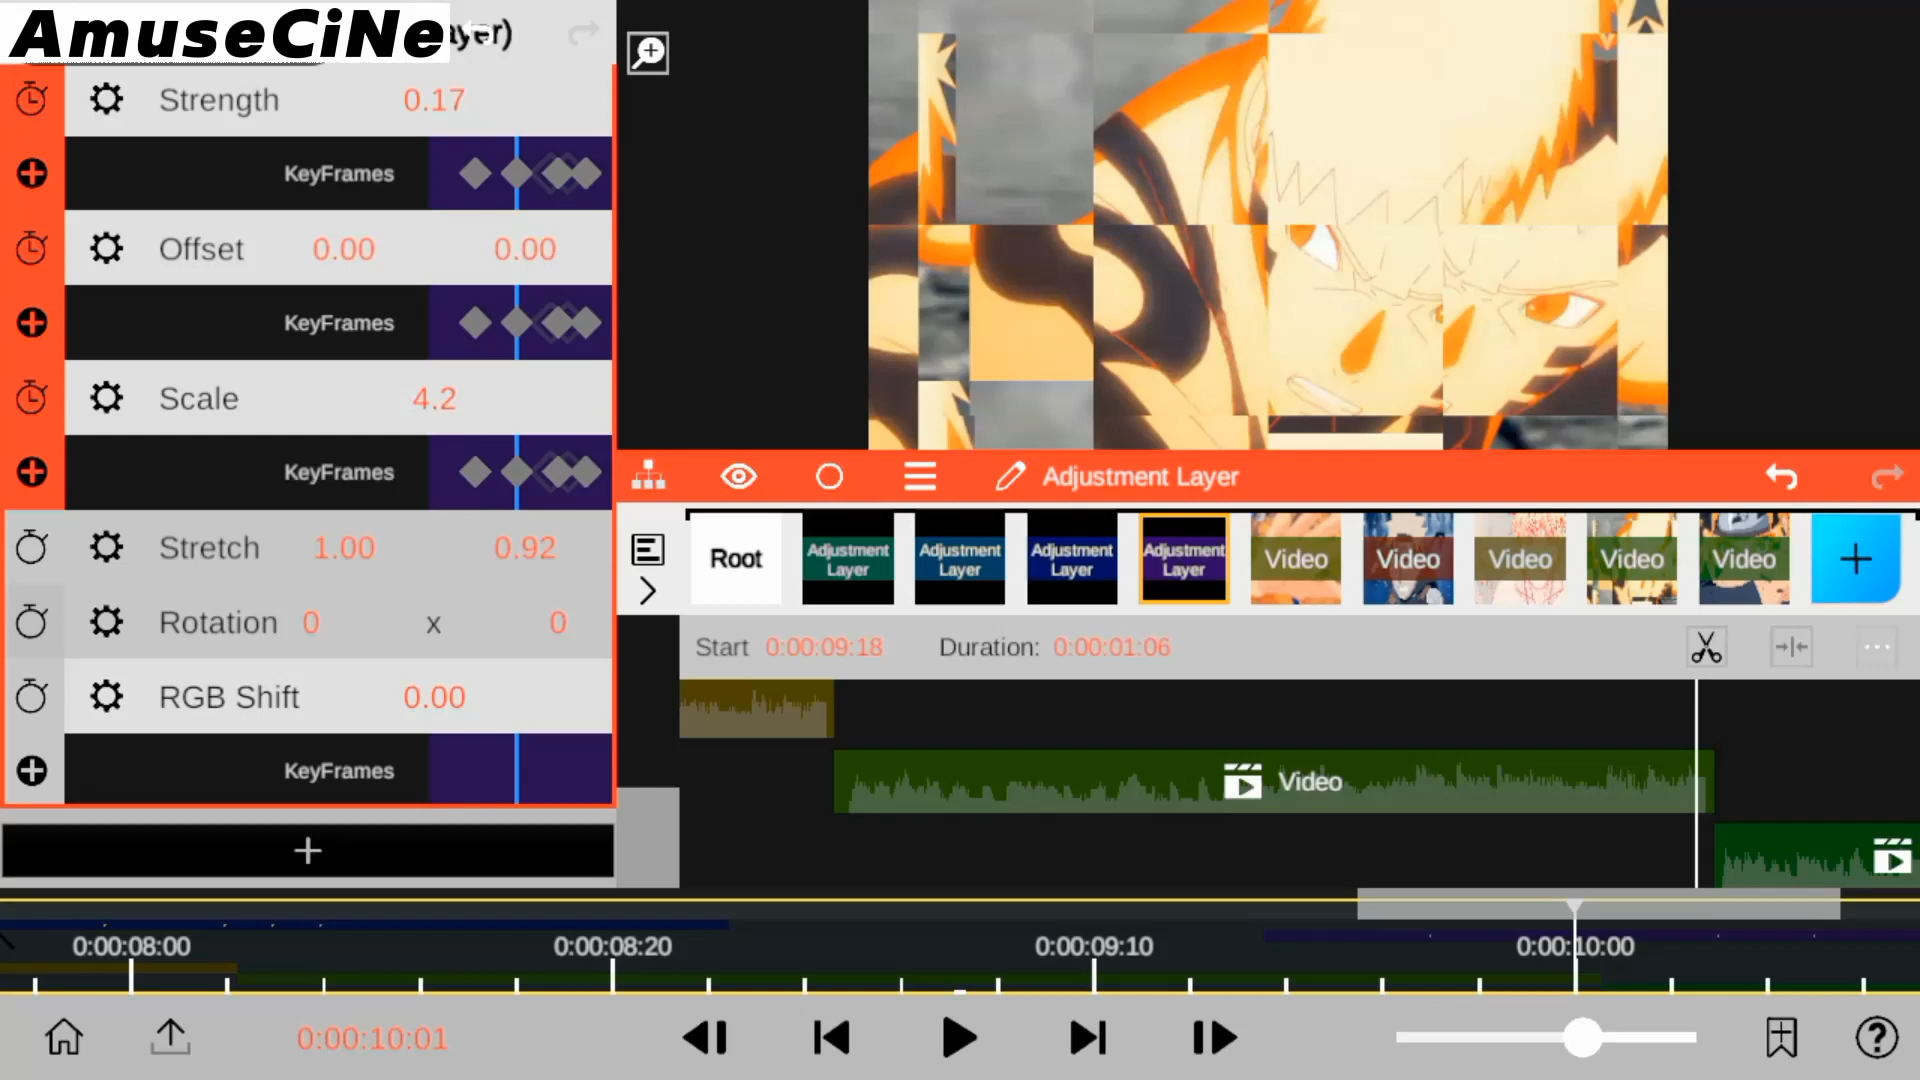 AmuseCiNe
ayer)
Strength 0.17
KeyFrames
Offset 0.00 0.00
KeyFrames
Scale 4.2
KeyFrames
Stretch 1.00 0.92
Rotation 0 x 0
RGB Shift 0.00
KeyFrames
+
Adjustment Layer
Root
Adjustment
Layer
Adjustment
Layer
Adjustment
Layer
Adjustment
Layer
Video
Video
Video
Video
Video
+
Start 0:00:09:18 Duration: 0:00:01:06
Video
0:00:08:00 0:00:08:20 0:00:09:10 0:00:10:00
0:00:10:01